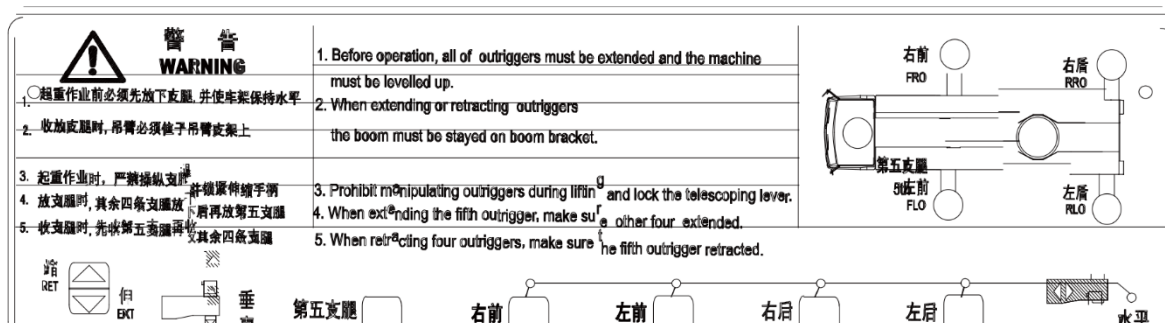 警 告
WARNING
1. 起重作业前必须先放下支腿, 并使车架保持水平
2. 收放支腿时, 吊臂必须位于吊臂支架上
3. 起重作业时, 严禁操纵支腿 并锁紧伸缩手柄
4. 放支腿时, 其余四条支腿放下后再放第五支腿
5. 收支腿时, 先收第五支腿再收其余四条支腿
1. Before operation, all of outriggers must be extended and the machine
must be levelled up.
2. When extending or retracting outriggers
the boom must be stayed on boom bracket.
3. Prohibit manipulating outriggers during lifting and lock the telescoping lever.
4. When extending the fifth outrigger, make sure other four extended.
5. When retracting four outriggers, make sure the fifth outrigger retracted.
右前
FRO
右后
RRO
第五支腿
左前
FLO
左后
RLO
RET
EXT
垂
第五支腿
右前
左前
右后
左后
水平